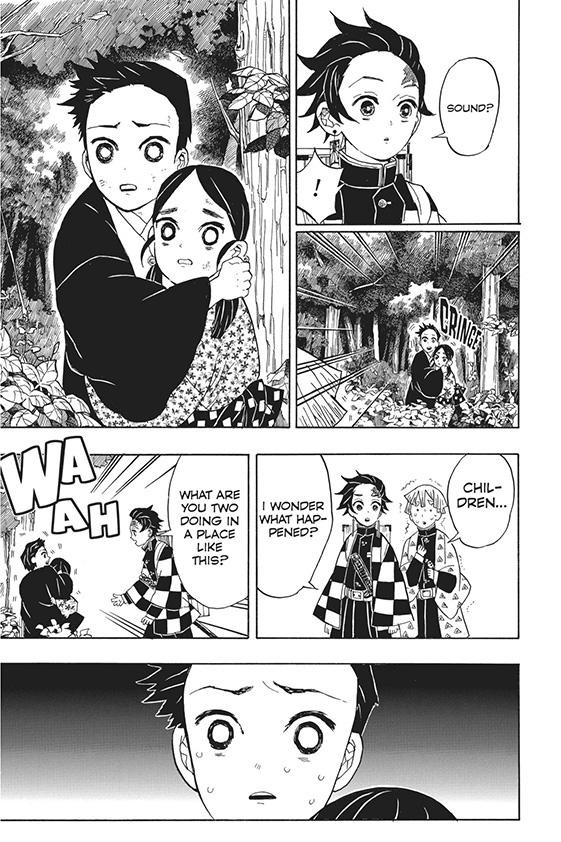 SOUND?
!
CRINGE
CHIL-
DREN...
I WONDER
WHAT HAP-
PENED?
WHAT ARE
YOU TWO
DOING IN
A PLACE
LIKE
THIS?
WA
AH